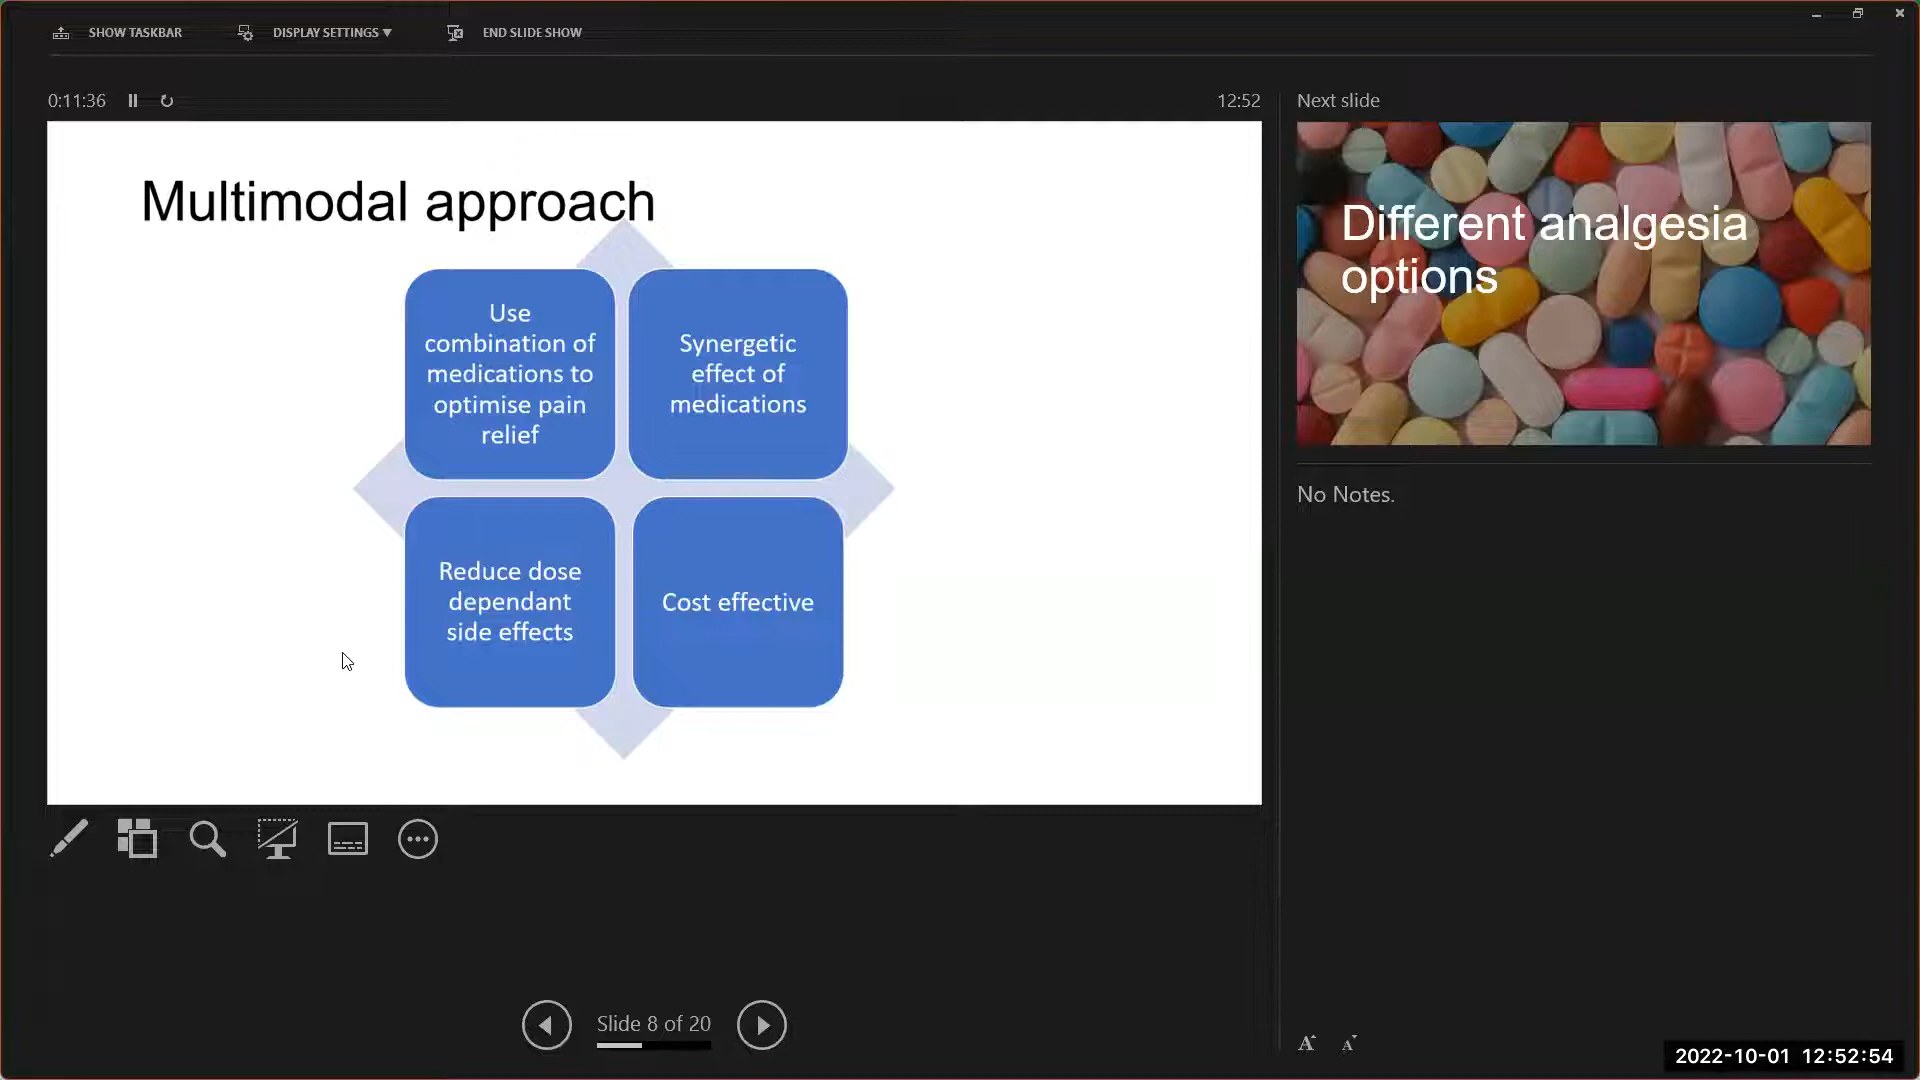 SHOW TASKBAR
DISPLAY SETTINGS ▼
END SLIDE SHOW
0:11:36
12:52
Next slide
Multimodal approach
Use
combination of
medications to
optimise pain
relief
Synergetic
effect of
medications
Reduce dose
dependant
side effects
Cost effective
Different analgesia
options
No Notes.
Slide 8 of 20
A
A
2022-10-01 12:52:54